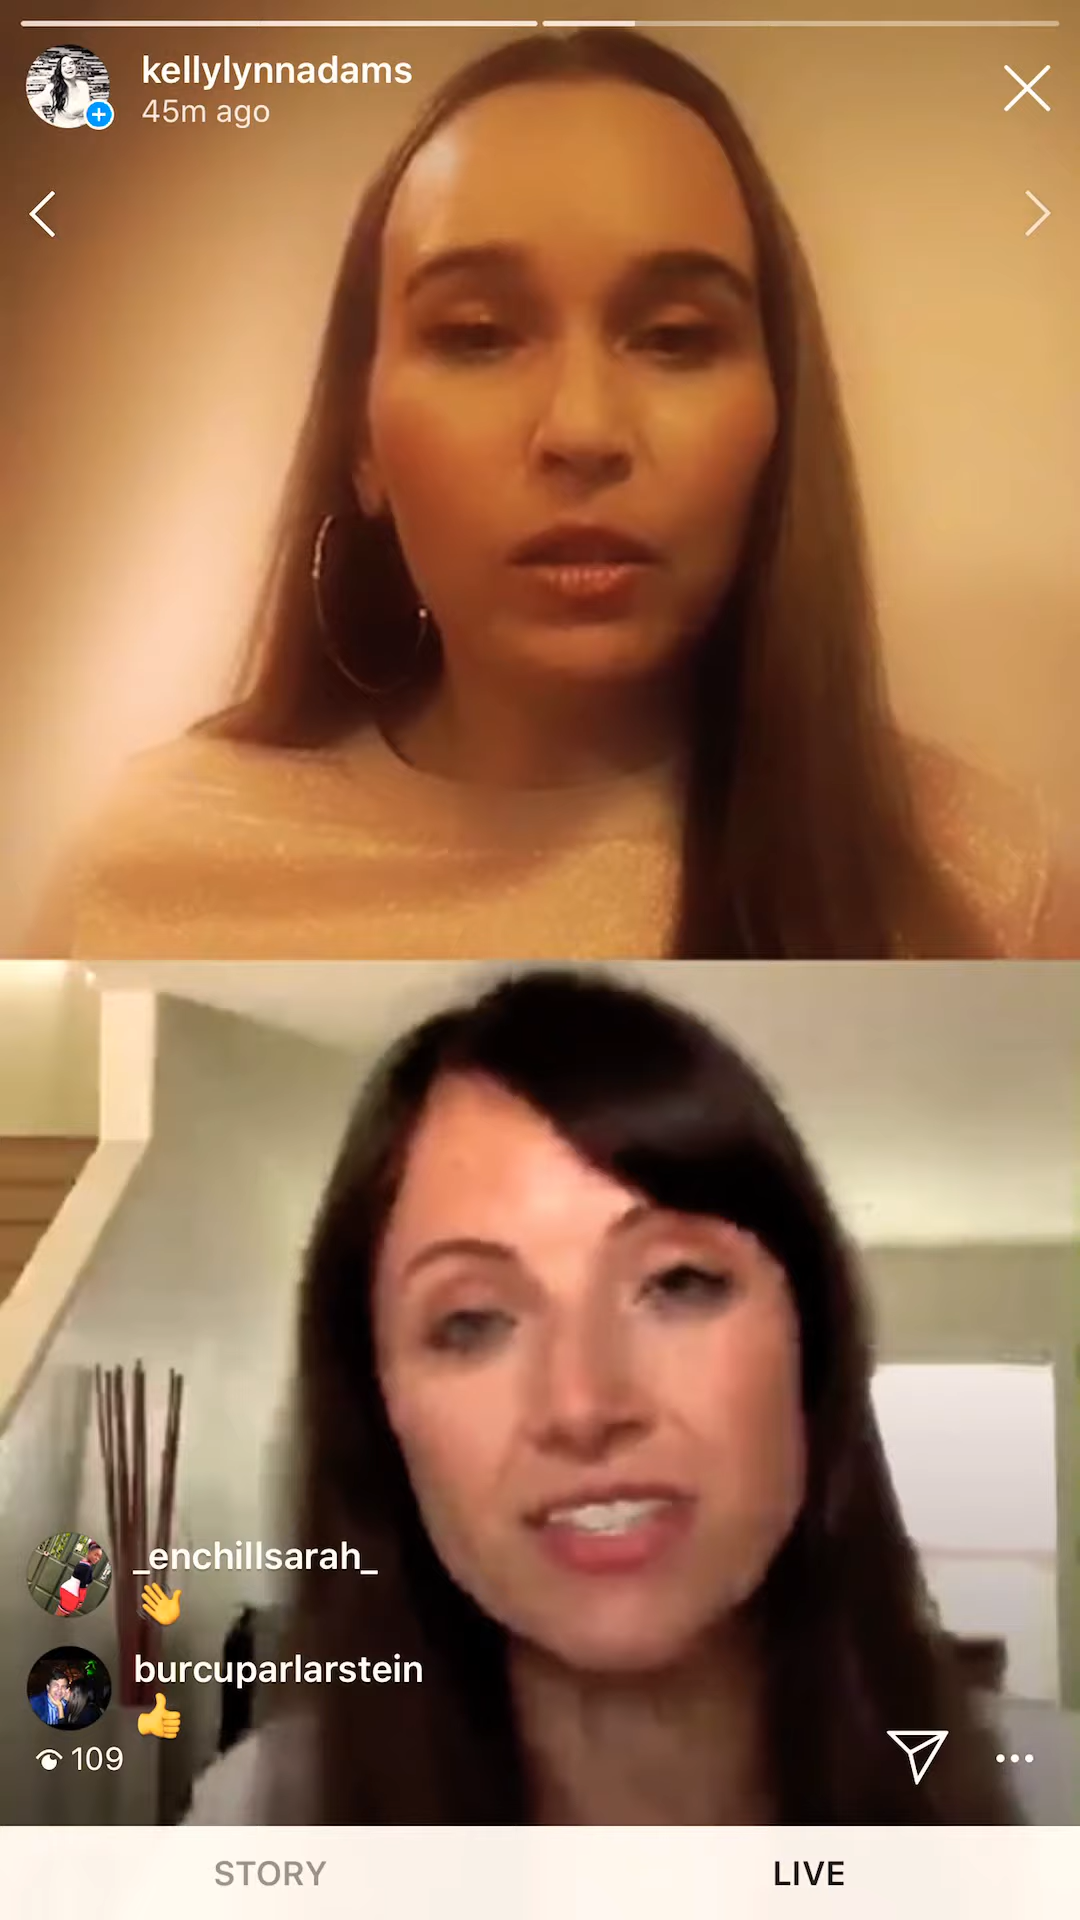 kellylynnadams
45m ago
_enchillsarah_
👋
burcuparlarstein
👍
109
STORY
LIVE